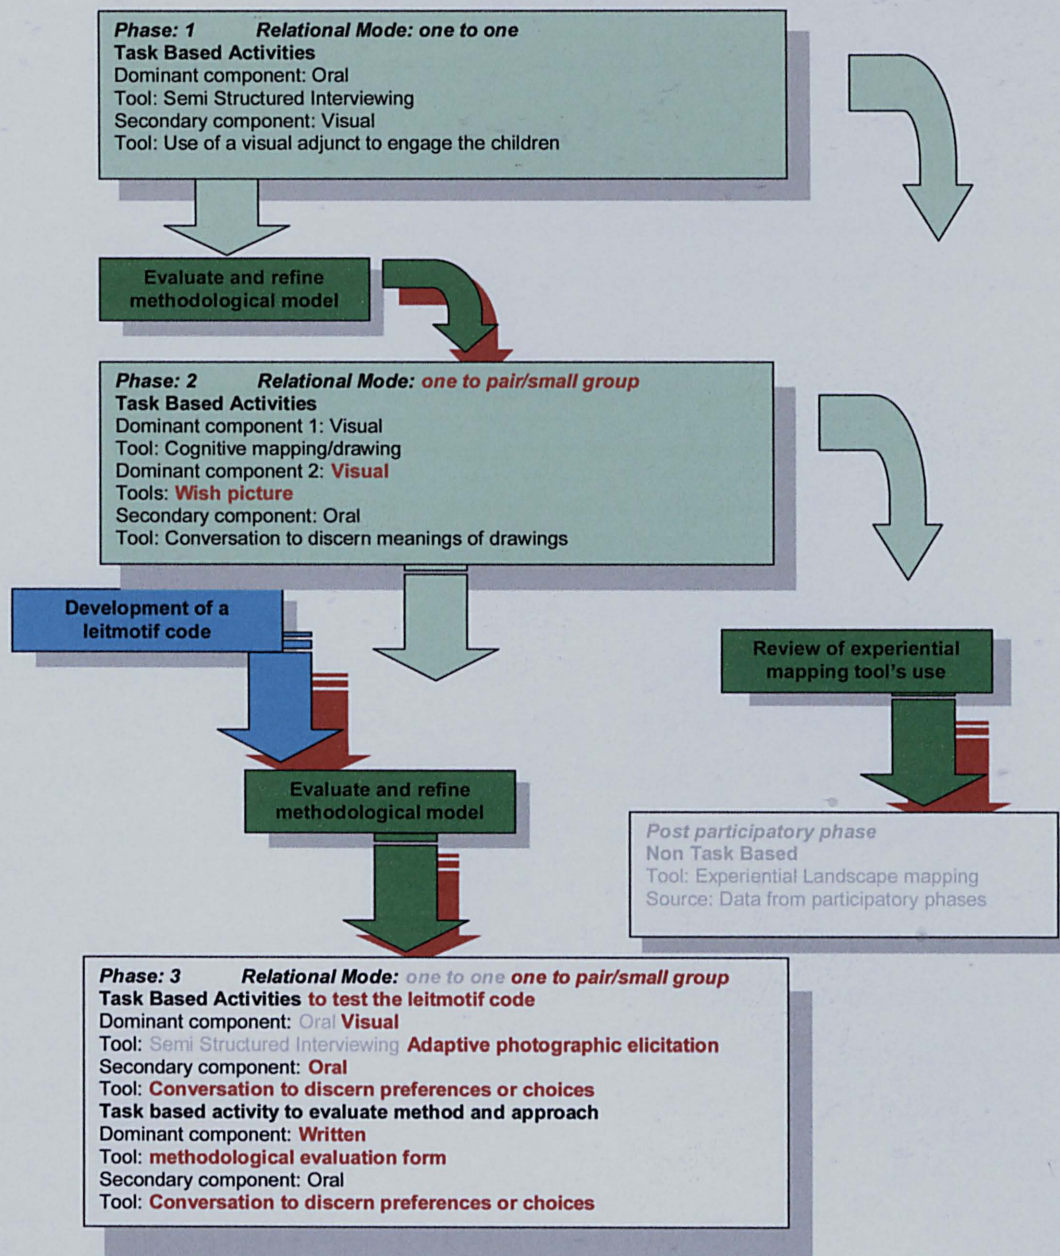 Phase: 1 Relational Mode: one to one
Task Based Activities
Dominant component: Oral
Tool: Semi Structured Interviewing
Secondary component: Visual
Tool: Use of a visual adjunct to engage the children
Evaluate and refine
methodological model
Phase: 2 Relational Mode: one to pair/small group
Task Based Activities
Dominant component 1: Visual
Tool: Cognitive mapping/drawing
Dominant component 2: Visual
Tools: Wish picture
Secondary component: Oral
Tool: Conversation to discern meanings of drawings
Development of a
leitmotif code
Review of experiential
mapping tool's use
Evaluate and refine
methodological model
Post participatory phase
Non Task Based
Tool: Experiential Landscape mapping
Source: Data from participatory phases
Phase: 3 Relational Mode: one to one one to pair/small group
Task Based Activities to test the leitmotif code
Dominant component: Oral Visual
Tool: Semi Structured Interviewing Adaptive photographic elicitation
Secondary component: Oral
Tool: Conversation to discern preferences or choices
Task based activity to evaluate method and approach
Dominant component: Written
Tool: methodological evaluation form
Secondary component: Oral
Tool: Conversation to discern preferences or choices